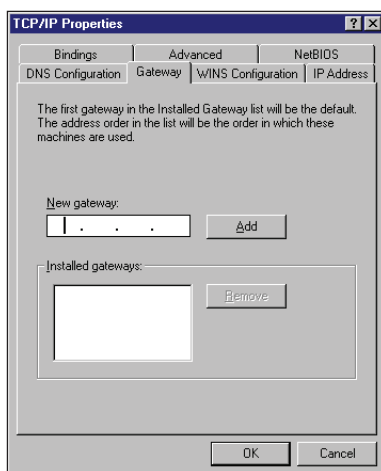 TCP/IP Properties
Bindings Advanced NetBIOS
DNS Configuration Gateway WINS Configuration IP Address
The first gateway in the Installed Gateway list will be the default.
The address order in the list will be the order in which these
machines are used.
New gateway:
. . .
Add
Installed gateways:
Remove
OK Cancel